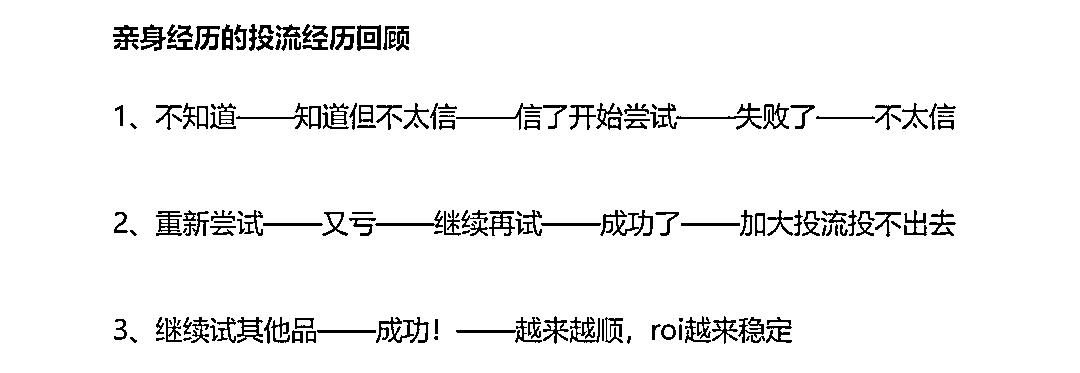 亲身经历的投流经历回顾
1、不知道——知道但不太信——信了开始尝试——失败了——不太信
2、重新尝试——又亏——继续再试——成功了——加大投流投不出去
3、继续试其他品——成功！——越来越顺，roi越来稳定